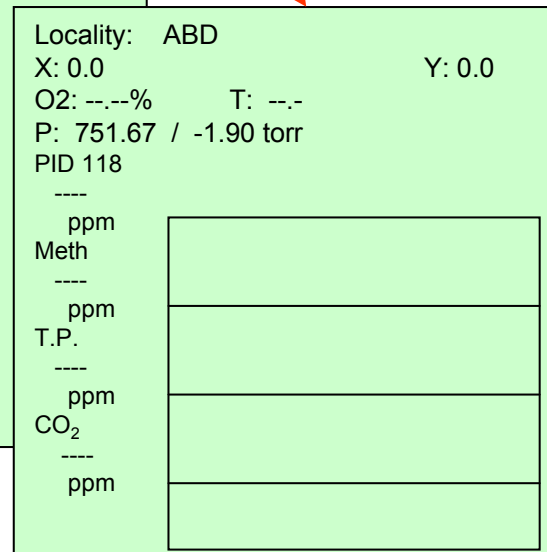 Locality: ABD
X: 0.0 Y: 0.0
O2: --.--% T: --.-
P: 751.67 / -1.90 torr
PID 118
----
ppm
Meth
----
ppm
T.P.
----
ppm
CO₂
----
ppm